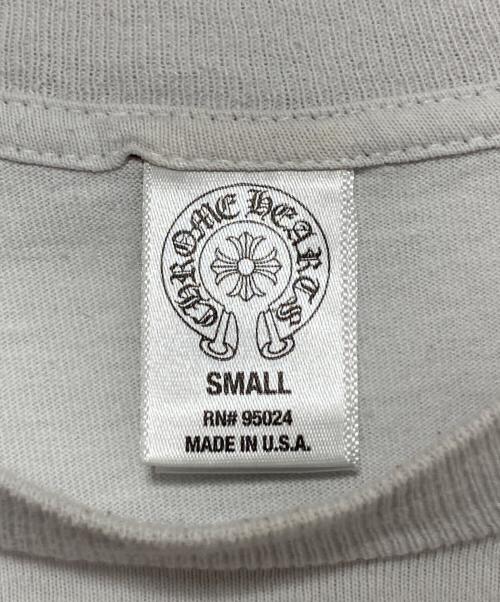 CHROME HEARTS
SMALL
RN# 95024
MADE IN U.S.A.